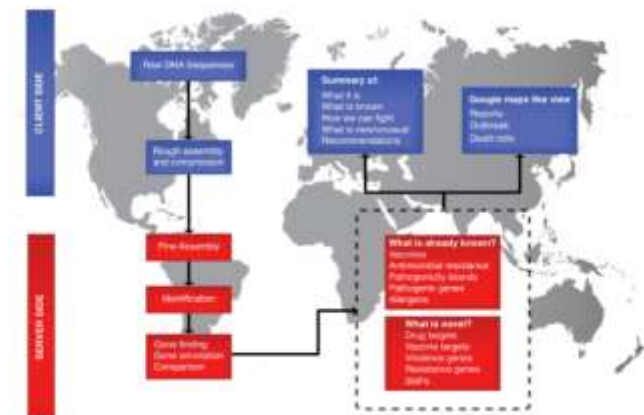 CLIENT SIDE
Raw DNA Sequences
Rough assembly
and compression
Summary of:
What it is
What is known
How we can fight
What is new/unusual
Recommendations
Google maps like view
Reports
Outbreak
Death tolls
SERVER SIDE
Fine Assembly
Identification
Gene finding
Gene annotation
Comparison
What is already known?
Vaccines
Antimicrobial resistance
Pathogenicity islands
Pathogenic genes
Allergens
What is novel?
Drug targets
Vaccine targets
Virulence genes
Resistance genes
SNPs